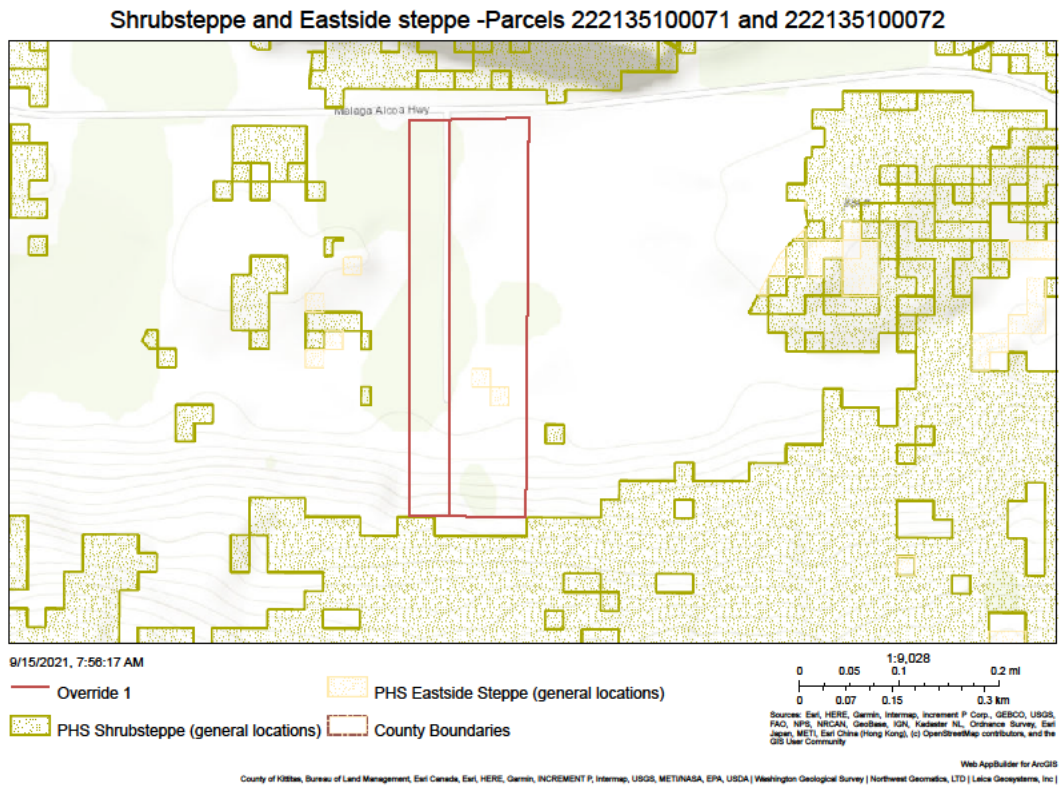 Shrubsteppe and Eastside steppe -Parcels 222135100071 and 222135100072
Malaga Alcoa Hwy
9/15/2021, 7:56:17 AM
Override 1
PHS Shrubsteppe (general locations)
PHS Eastside Steppe (general locations)
County Boundaries
1:9,028
0 0.05 0.1 0.2 mi
0 0.07 0.15 0.3 km
Sources: Esri, HERE, Garmin, Intermap, increment P Corp., GEBCO, USGS,
FAO, NPS, NRCAN, GeoBase, IGN, Kadaster NL, Ordnance Survey, Esri
Japan, METI, Esri China (Hong Kong), (c) OpenStreetMap contributors, and the
GIS User Community
Web AppBuilder for ArcGIS
County of Kittitas, Bureau of Land Management, Esri Canada, Esri, HERE, Garmin, INCREMENT P, Intermap, USGS, METI/NASA, EPA, USDA | Washington Geological Survey | Northwest Geomatics, LTD | Leica Geosystems, Inc |